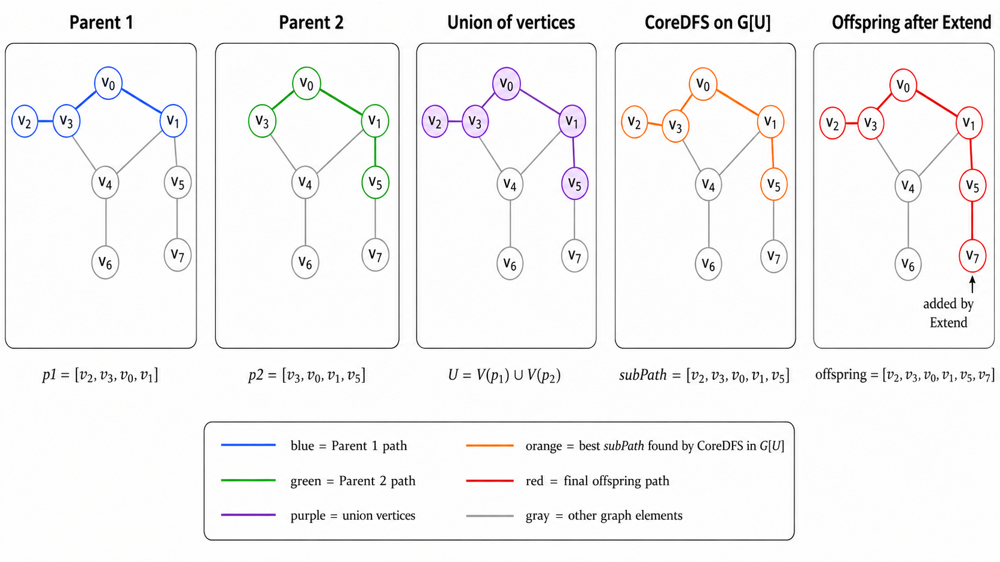 Parent 1
Parent 2
Union of vertices
CoreDFS on G[U]
Offspring after Extend
v0
v2
v3
v1
v4
v5
v6
v7
v0
v3
v1
v4
v5
v6
v7
v0
v2
v3
v1
v4
v5
v6
v7
v0
v2
v3
v1
v4
v5
v6
v7
v0
v2
v3
v1
v4
v5
v6
v7
added by
Extend
p1 = [v2, v3, v0, v1]
p2 = [v3, v0, v1, v5]
U = V(p1) ∪ V(p2)
subPath = [v2, v3, v0, v1, v5]
offspring = [v2, v3, v0, v1, v5, v7]
blue = Parent 1 path
green = Parent 2 path
purple = union vertices
orange = best subPath found by CoreDFS in G[U]
red = final offspring path
gray = other graph elements